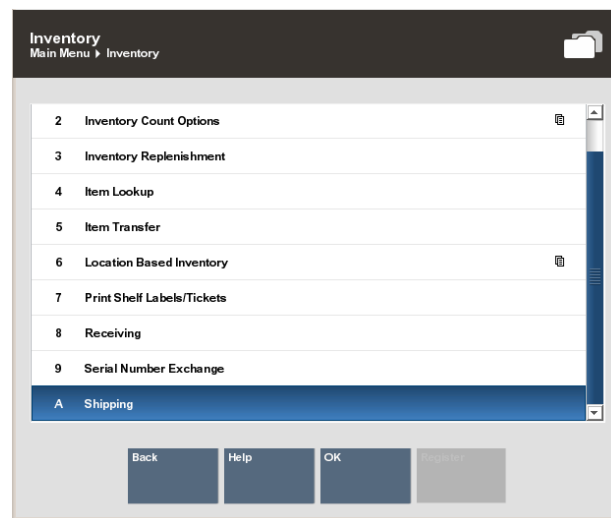 Inventory
Main Menu ▸ Inventory
2 Inventory Count Options
3 Inventory Replenishment
4 Item Lookup
5 Item Transfer
6 Location Based Inventory
7 Print Shelf Labels/Tickets
8 Receiving
9 Serial Number Exchange
A Shipping
Back Help OK Register